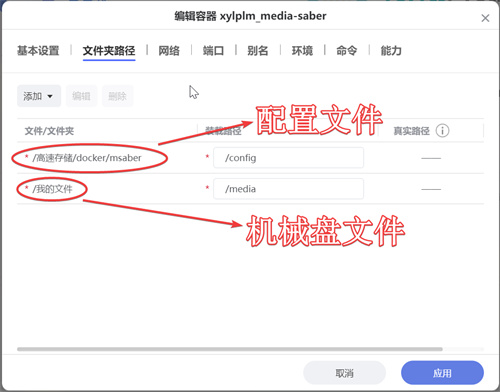 编辑容器 xylplm_media-saber
基本设置 文件夹路径 网络 端口 别名 环境 命令 能力
添加 编辑 删除
配置文件
文件/文件夹 装载路径 真实路径
* /高速存储/docker/msaber * /config ——
* /我的文件 * /media ——
机械盘文件
取消 应用